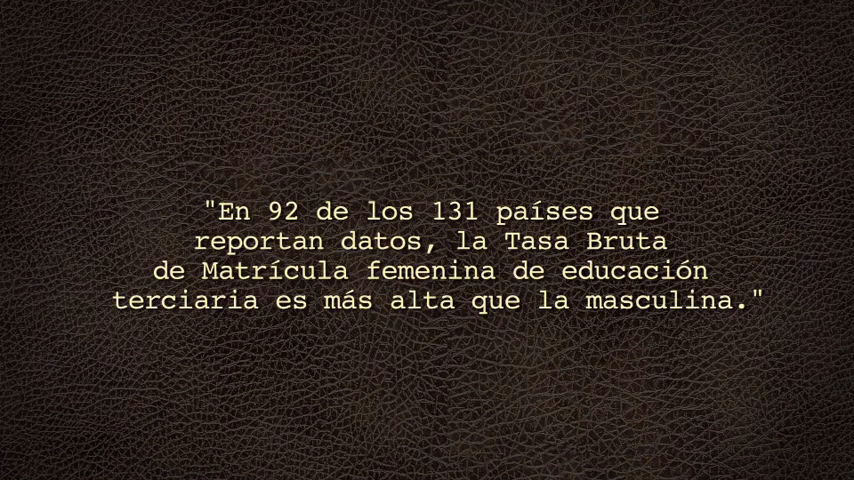 "En 92 de los 131 países que
reportan datos, la Tasa Bruta
de Matrícula femenina de educación
terciaria es más alta que la masculina."